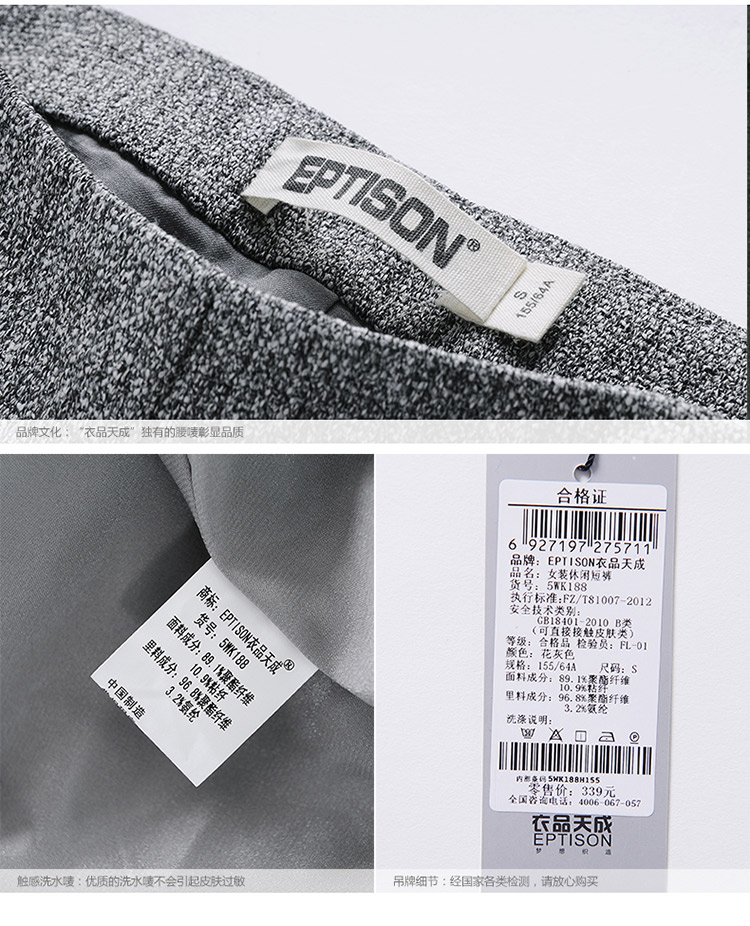 EPTISON®
S
155/64A
品牌文化："衣品天成"独有的腰唛彰显品质
商标：EPTISON衣品天成®
货号：5WK188
面料成分：89.1%聚酯纤维
10.9%粘纤
里料成分：96.8%聚酯纤维
3.2%氨纶
中国制造
触感洗水唛：优质的洗水唛不会引起皮肤过敏
合格证
6 927197 275711
品牌：EPTISON衣品天成
品名：女装休闲短裤
货号：5WK188
执行标准：FZ/T81007-2012
安全技术类别：
GB18401-2010 B类
（可直接接触皮肤类）
等级：合格品 检验员：FL-01
颜色：花灰色
规格：155/64A 尺码：S
面料成分：89.1%聚酯纤维
10.9%粘纤
里料成分：96.8%聚酯纤维
3.2%氨纶
洗涤说明：
内部条码 5WK188H155
零售价：339元
全国咨询电话：4006-067-057
衣品天成
EPTISON
梦想织造
吊牌细节：经国家各类检测，请放心购买